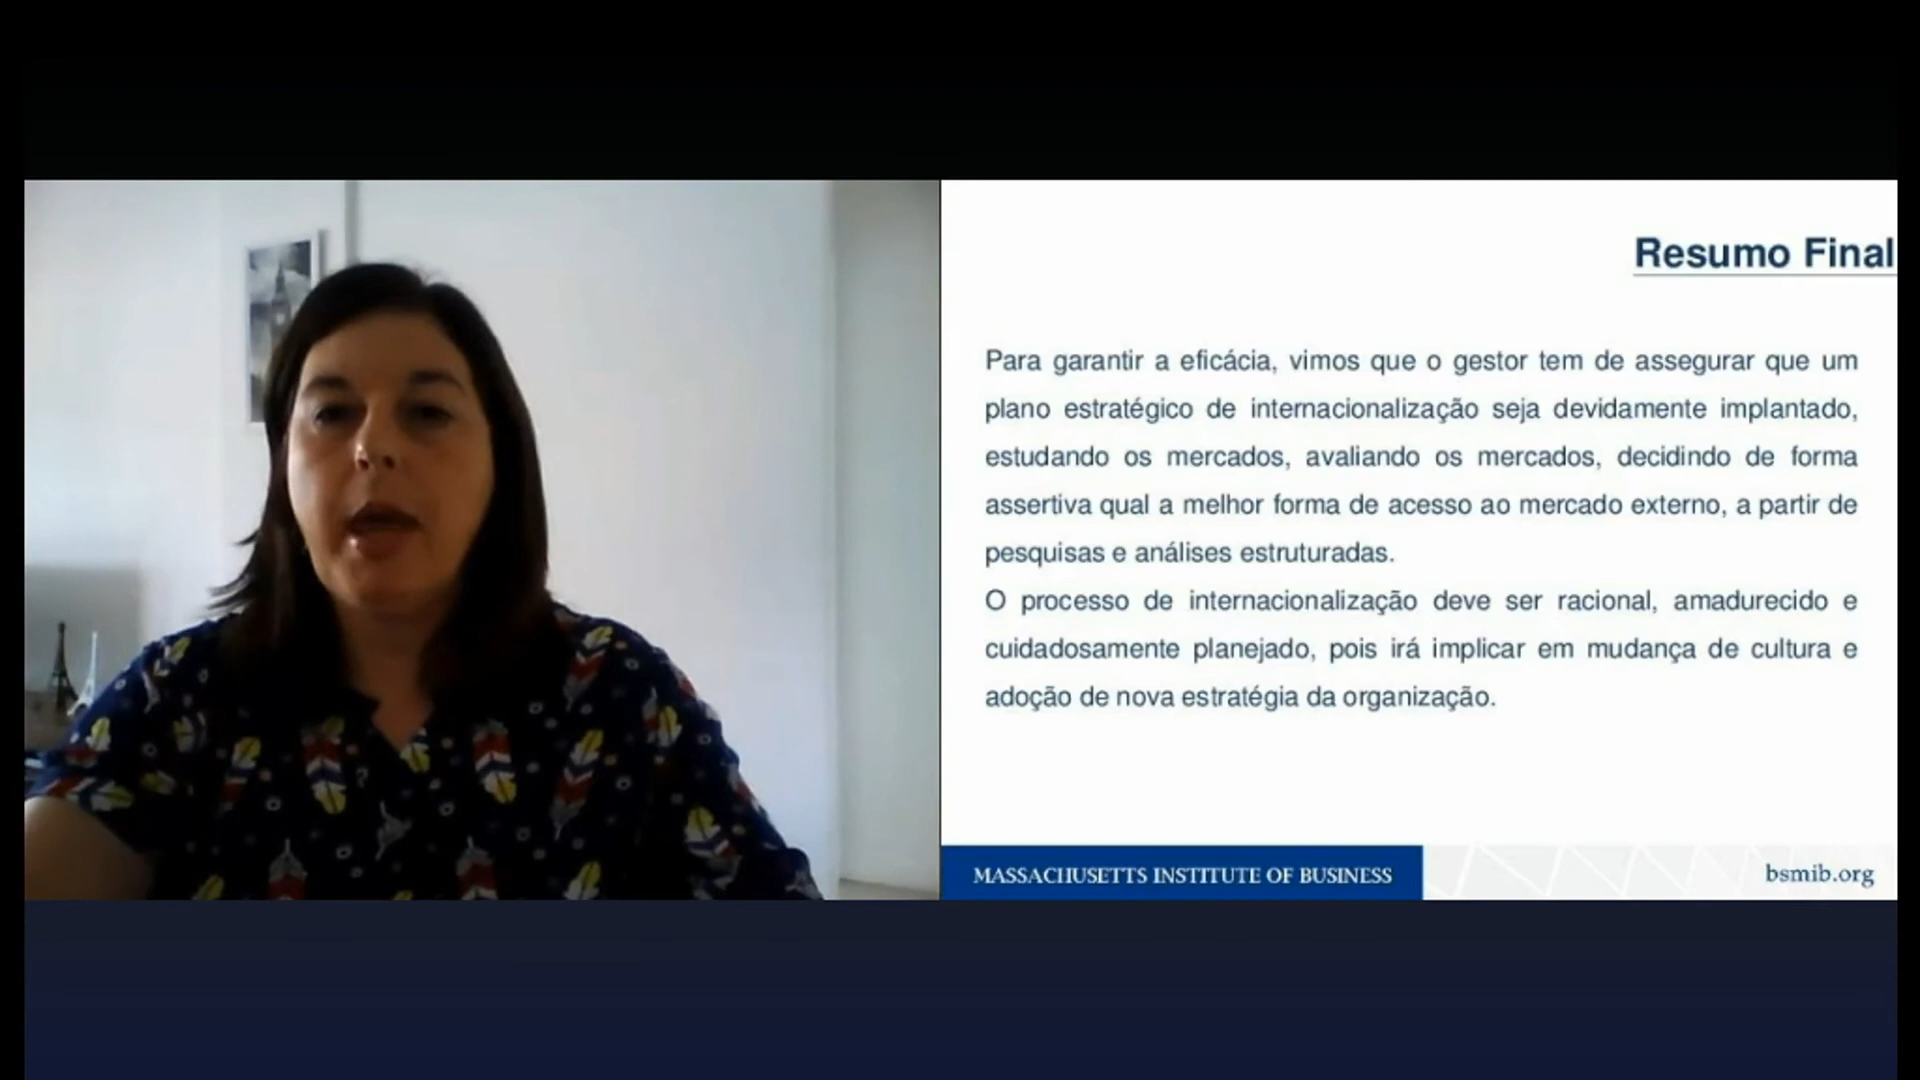 Resumo Final
Para garantir a eficácia, vimos que o gestor tem de assegurar que um
plano estratégico de internacionalização seja devidamente implantado,
estudando os mercados, avaliando os mercados, decidindo de forma
assertiva qual a melhor forma de acesso ao mercado externo, a partir de
pesquisas e análises estruturadas.
O processo de internacionalização deve ser racional, amadurecido e
cuidadosamente planejado, pois irá implicar em mudança de cultura e
adoção de nova estratégia da organização.
MASSACHUSETTS INSTITUTE OF BUSINESS
bsmib.org